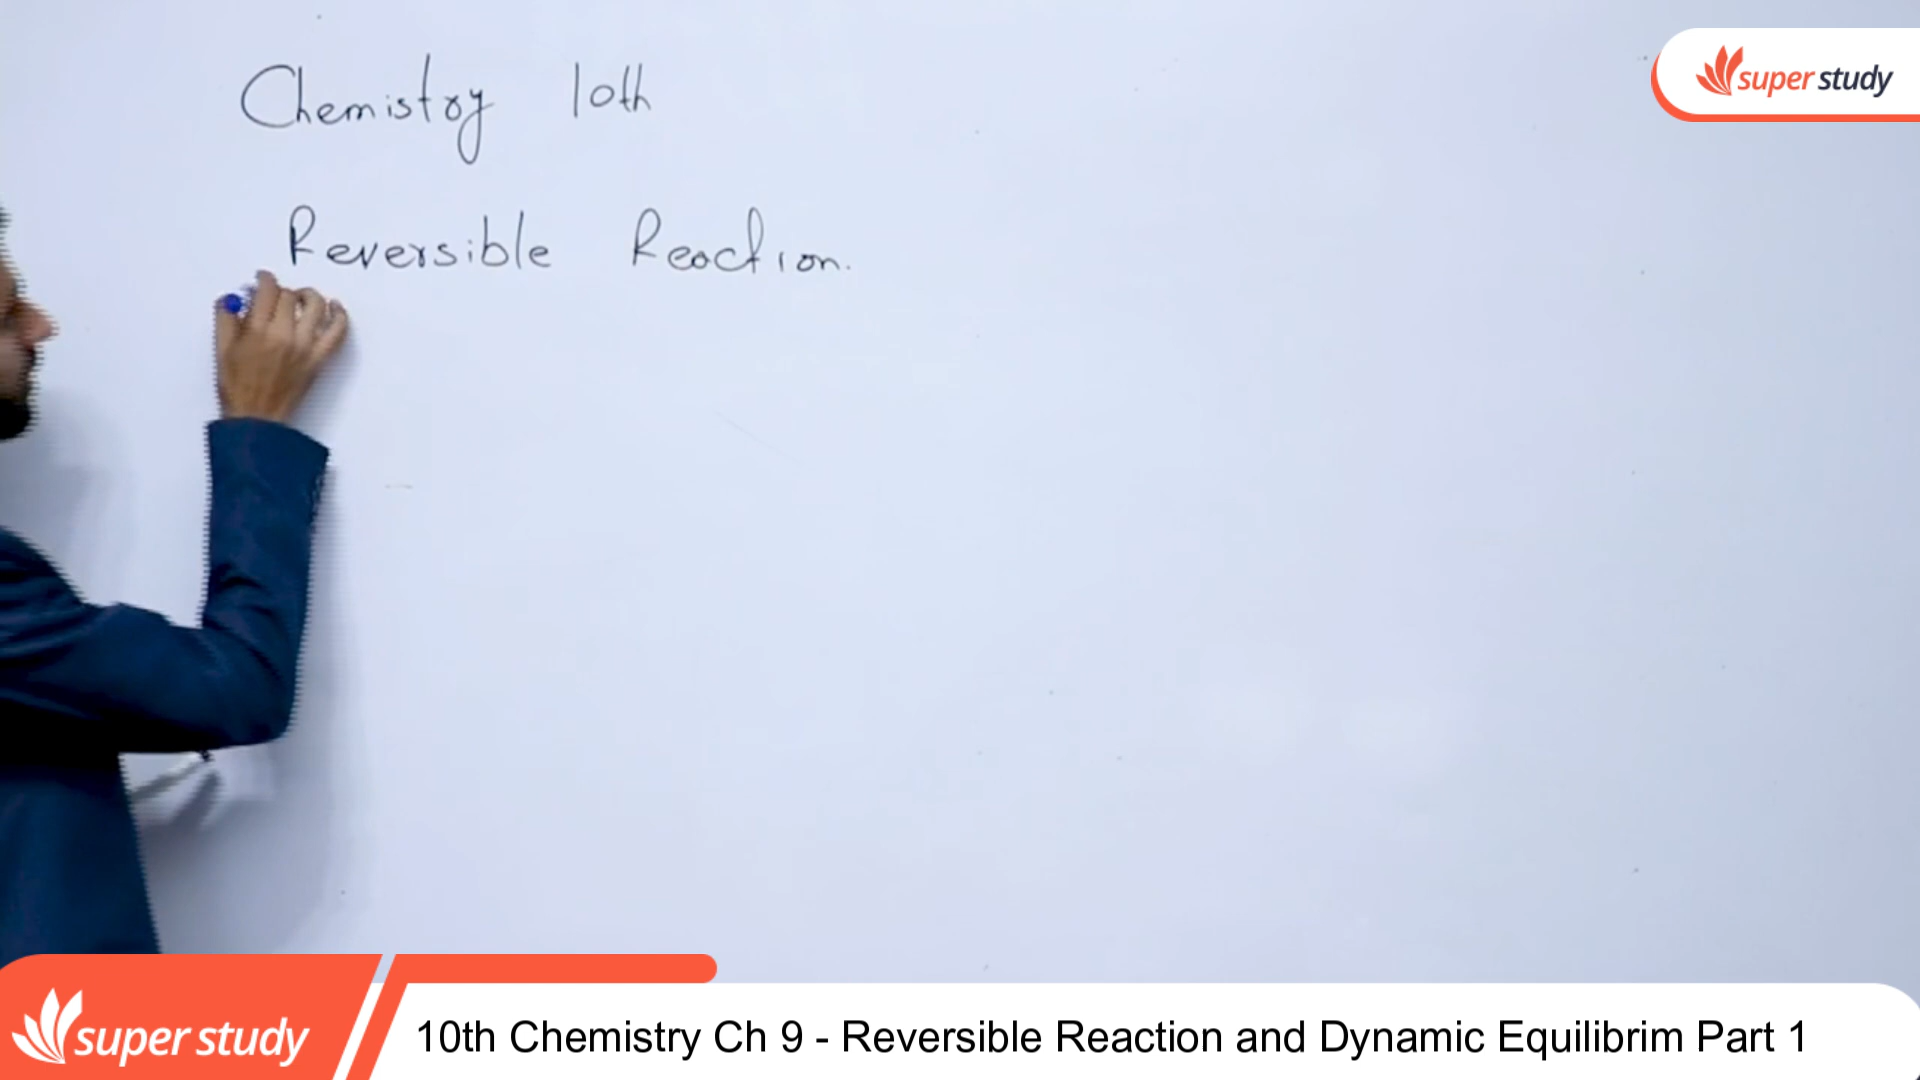 Chemistry 10th
super study
Reversible Reaction.
super study
10th Chemistry Ch 9 - Reversible Reaction and Dynamic Equilibrim Part 1